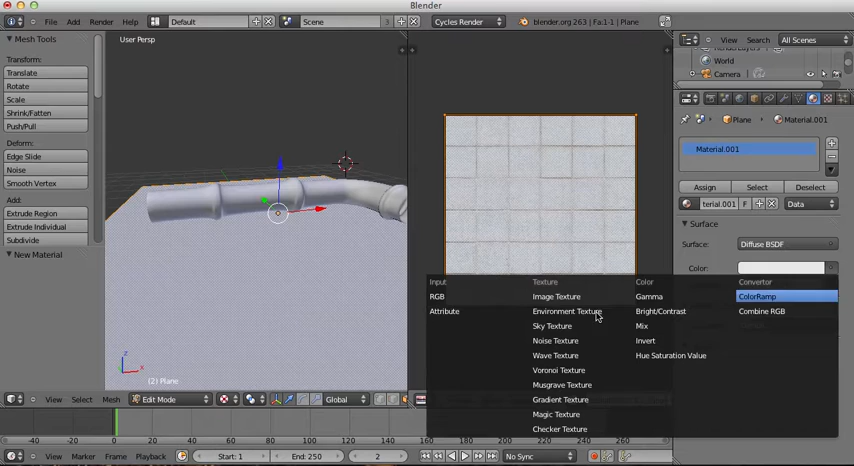 Blender
File Add Render Help Default Scene 3 Cycles Render blender.org 263 | Fa:1-1 | Plane
Mesh Tools
Transform:
Translate
Rotate
Scale
Shrink/Fatten
Push/Pull
Deform:
Edge Slide
Noise
Smooth Vertex
Add:
Extrude Region
Extrude Individual
Subdivide
New Material
User Persp
z
x
(2) Plane
View Select Mesh Edit Mode Global
View Search All Scenes
World
Camera
Plane Material.001
Material.001
Assign Select Deselect
terial.001 F Data
Surface
Surface: Diffuse BSDF
Color:
Input Texture Color Convertor
RGB Image Texture Gamma ColorRamp
Attribute Environment Texture Bright/Contrast Combine RGB
Sky Texture Mix
Noise Texture Invert
Wave Texture Hue Saturation Value
Voronoi Texture
Musgrave Texture
Gradient Texture
Magic Texture
Checker Texture
-40 -20 0 20 40 60 80 100 120 140 160 180 200 220 240 260
View Marker Frame Playback Start: 1 End: 250 2 No Sync